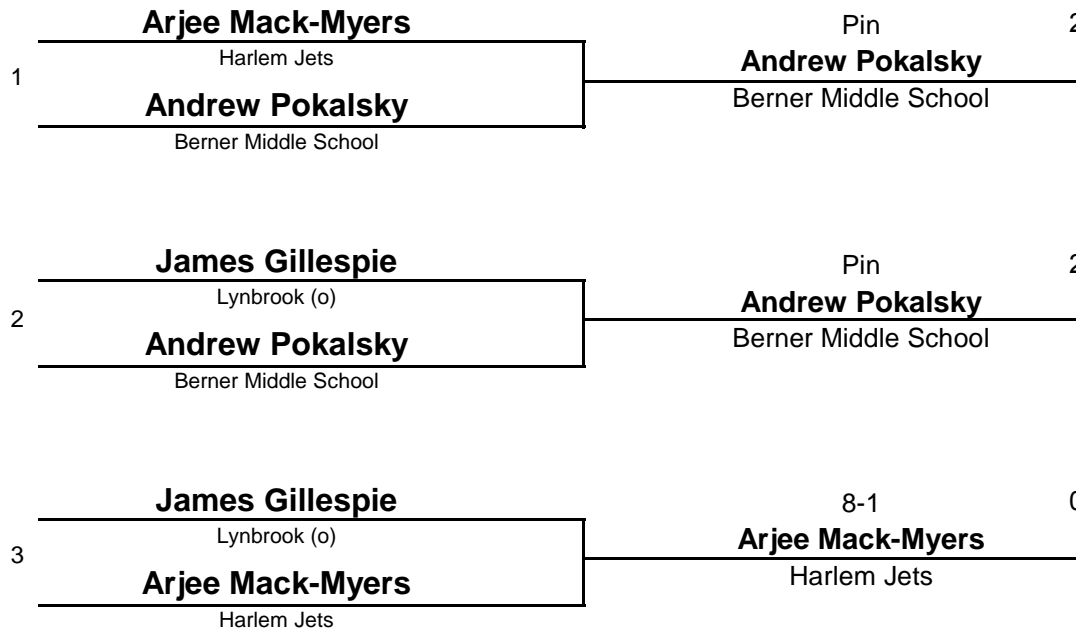 Arjee Mack-Myers
Harlem Jets
1
Andrew Pokalsky
Berner Middle School
Pin
Andrew Pokalsky
Berner Middle School
James Gillespie
Lynbrook (o)
2
Andrew Pokalsky
Berner Middle School
Pin
Andrew Pokalsky
Berner Middle School
James Gillespie
Lynbrook (o)
3
Arjee Mack-Myers
Harlem Jets
8-1
Arjee Mack-Myers
Harlem Jets